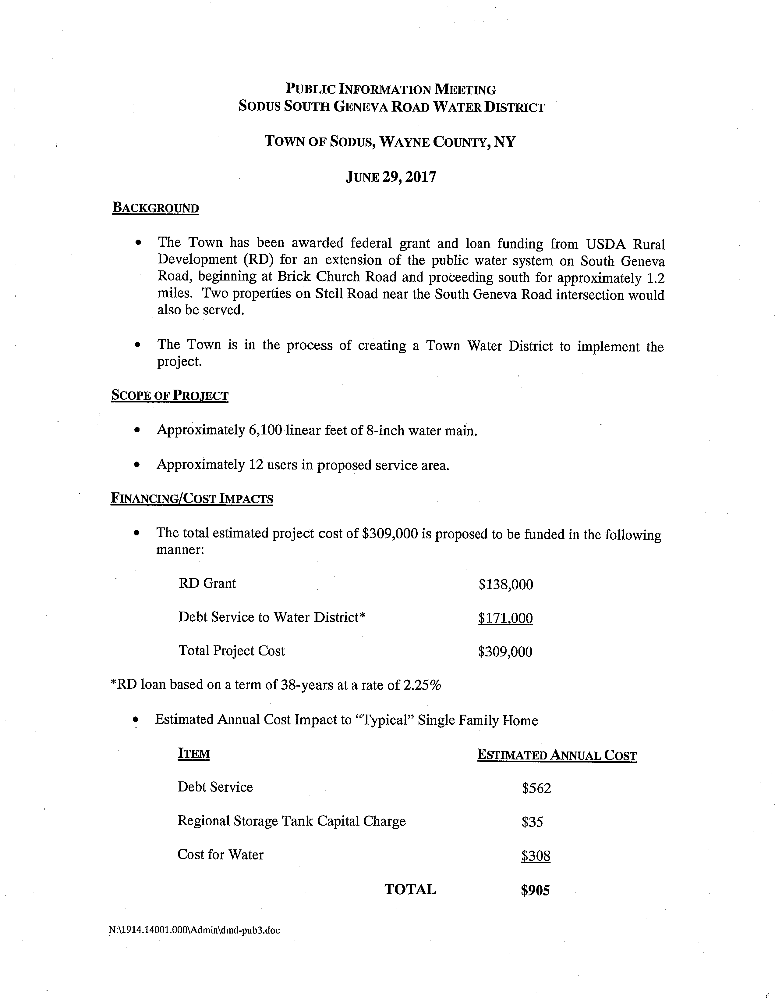 PUBLIC INFORMATION MEETING
SODUS SOUTH GENEVA ROAD WATER DISTRICT
TOWN OF SODUS, WAYNE COUNTY, NY
JUNE 29, 2017
BACKGROUND
• The Town has been awarded federal grant and loan funding from USDA Rural
Development (RD) for an extension of the public water system on South Geneva
Road, beginning at Brick Church Road and proceeding south for approximately 1.2
miles. Two properties on Stell Road near the South Geneva Road intersection would
also be served.
• The Town is in the process of creating a Town Water District to implement the
project.
SCOPE OF PROJECT
• Approximately 6,100 linear feet of 8-inch water main.
• Approximately 12 users in proposed service area.
FINANCING/COST IMPACTS
• The total estimated project cost of $309,000 is proposed to be funded in the following
manner:
RD Grant $138,000
Debt Service to Water District* $171,000
Total Project Cost $309,000
*RD loan based on a term of 38-years at a rate of 2.25%
• Estimated Annual Cost Impact to “Typical” Single Family Home
ITEM ESTIMATED ANNUAL COST
Debt Service $562
Regional Storage Tank Capital Charge $35
Cost for Water $308
TOTAL $905
N:\1914.14001.000\Admin\dmd-pub3.doc